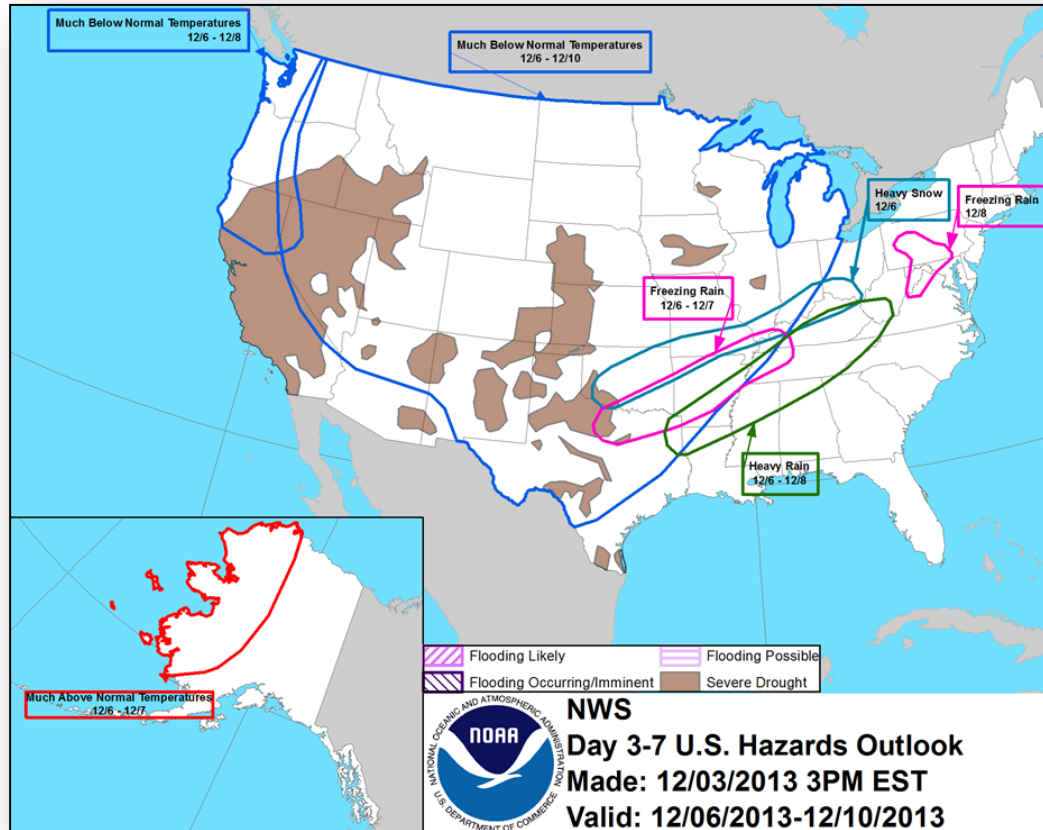 Much Below Normal Temperatures
12/6 - 12/8
Much Below Normal Temperatures
12/6 - 12/10
Heavy Snow
12/6
Freezing Rain
12/8
Freezing Rain
12/6 - 12/7
Heavy Rain
12/6 - 12/8
Much Above Normal Temperatures
12/6 - 12/7
Flooding Likely
Flooding Possible
Flooding Occurring/Imminent
Severe Drought
NATIONAL OCEANIC AND ATMOSPHERIC ADMINISTRATION
U.S. DEPARTMENT OF COMMERCE
NOAA
NWS
Day 3-7 U.S. Hazards Outlook
Made: 12/03/2013 3PM EST
Valid: 12/06/2013-12/10/2013